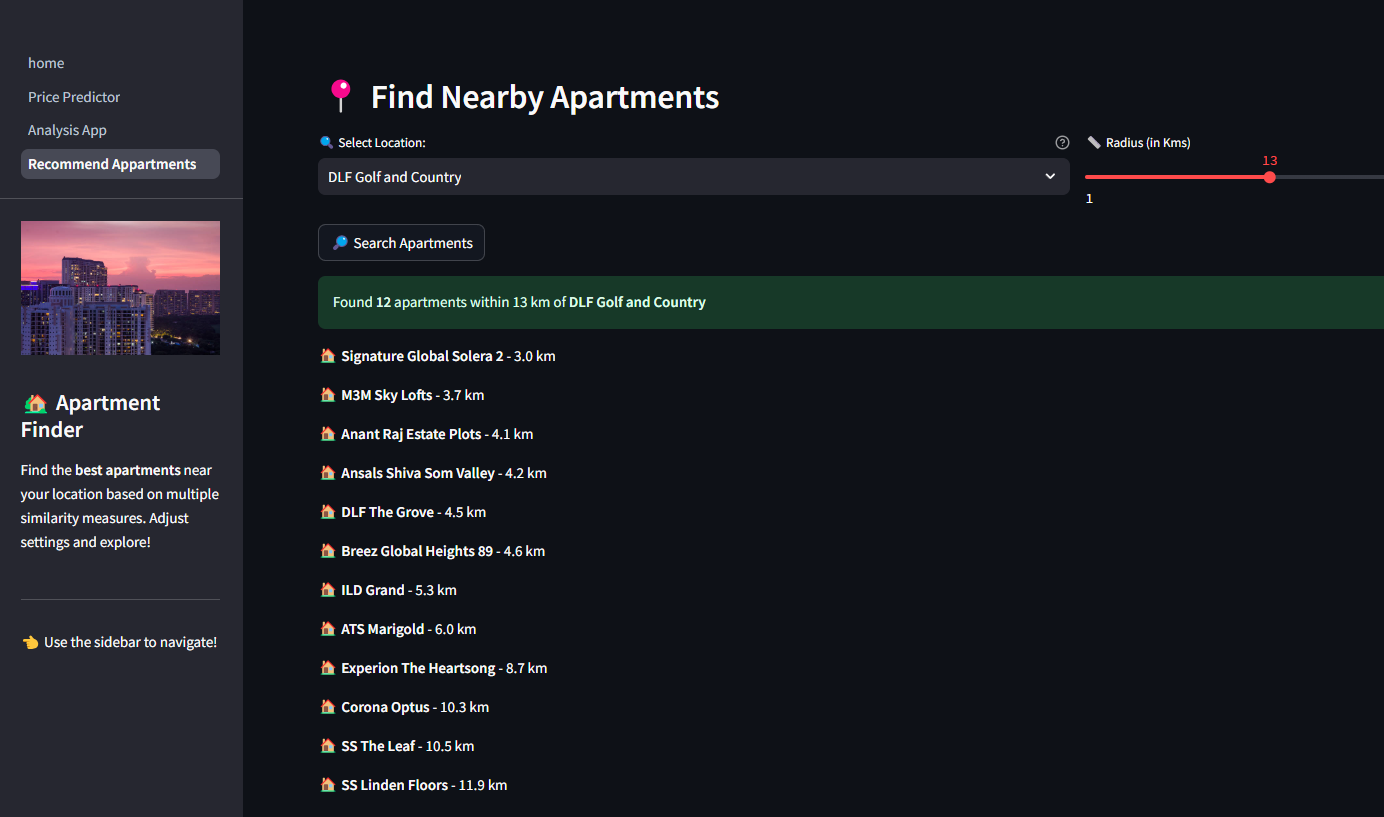 home
Price Predictor
Analysis App
Recommend Appartments
Apartment
Finder
Find the best apartments near
your location based on multiple
similarity measures. Adjust
settings and explore!
👈 Use the sidebar to navigate!
📍 Find Nearby Apartments
🔍 Select Location:
DLF Golf and Country
📏 Radius (in Kms)
13
1
🔎 Search Apartments
Found 12 apartments within 13 km of DLF Golf and Country
🏠 Signature Global Solera 2 - 3.0 km
🏠 M3M Sky Lofts - 3.7 km
🏠 Anant Raj Estate Plots - 4.1 km
🏠 Ansals Shiva Som Valley - 4.2 km
🏠 DLF The Grove - 4.5 km
🏠 Breez Global Heights 89 - 4.6 km
🏠 ILD Grand - 5.3 km
🏠 ATS Marigold - 6.0 km
🏠 Experion The Heartsong - 8.7 km
🏠 Corona Optus - 10.3 km
🏠 SS The Leaf - 10.5 km
🏠 SS Linden Floors - 11.9 km